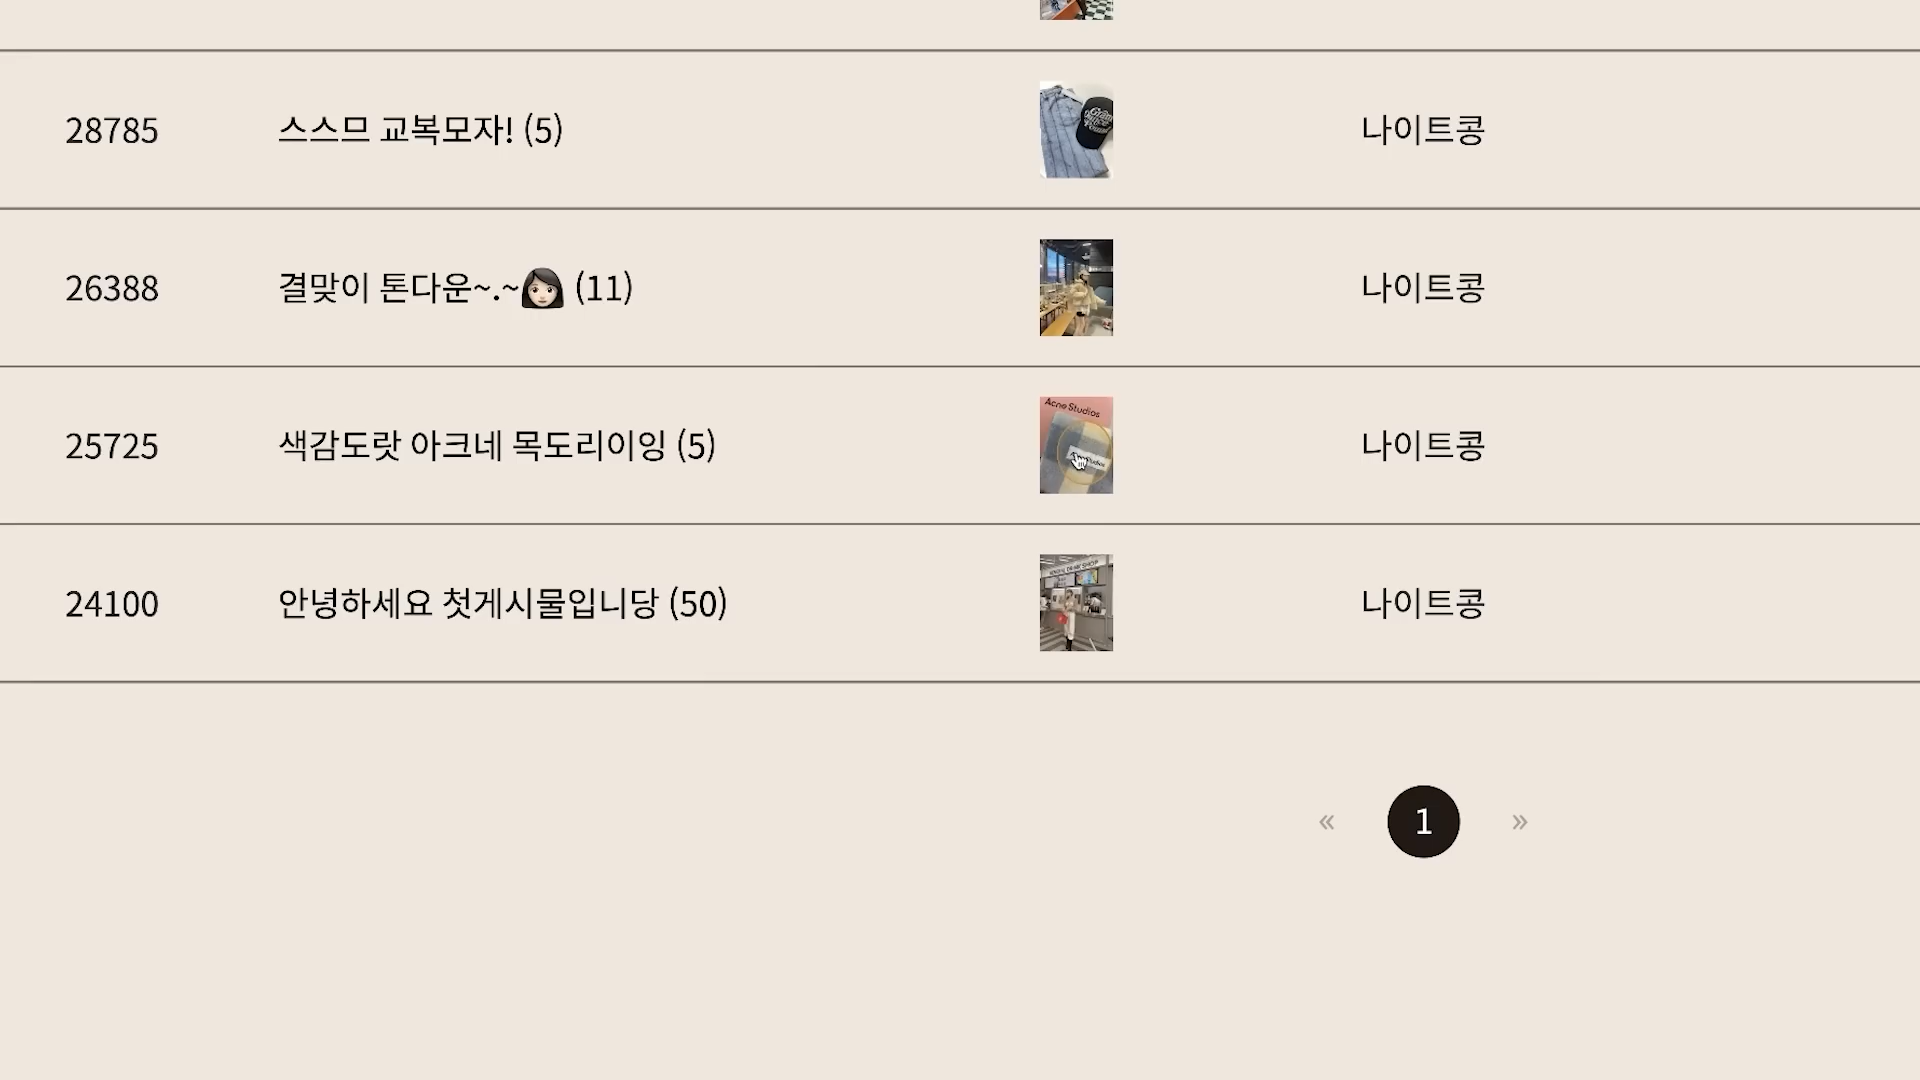 28785 스스므 교복모자! (5) 나이트콩
26388 결맞이 톤다운~.~👩🏻 (11) 나이트콩
Acne Studios
25725 색감도랏 아크네 목도리이잉 (5) 나이트콩
24100 안녕하세요 첫게시물입니당 (50) 나이트콩
« 1 »